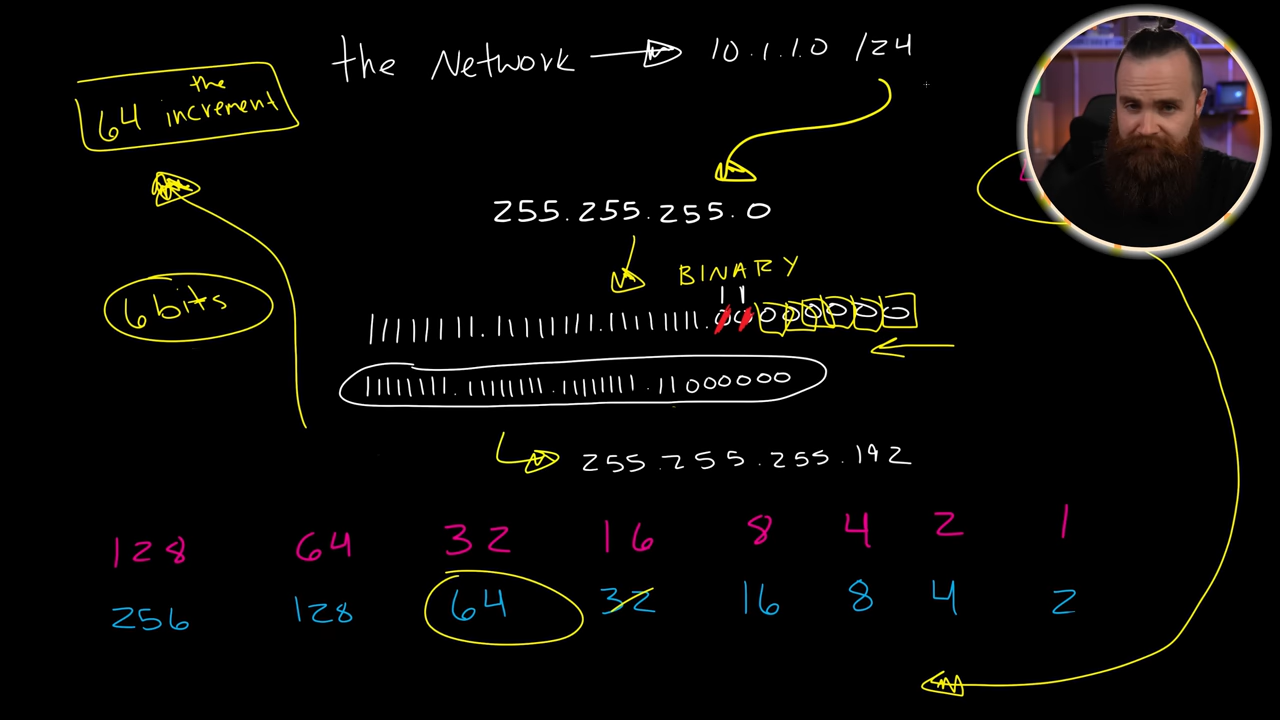 the Network → 10.1.1.0 /24
64 the increment
255.255.255.0
BINARY
11
11111111.11111111.11111111.00000000
6 bits
11111111.11111111.11111111.11000000
255.255.255.192
128 64 32 16 8 4 2 1
256 128 64 32 16 8 4 2